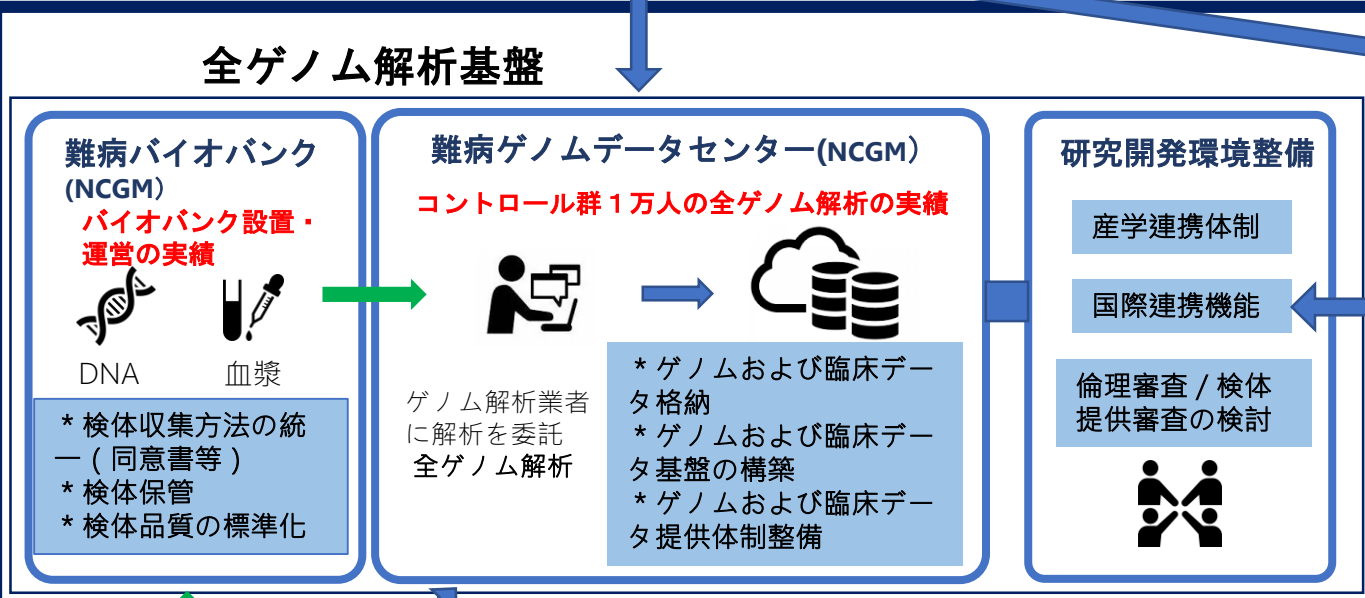 全ゲノム解析基盤
難病バイオバンク
(NCGM)
バイオバンク設置・
運営の実績
DNA
血漿
*検体収集方法の統
一(同意書等)
*検体保管
*検体品質の標準化
難病ゲノムデータセンター(NCGM)
コントロール群1万人の全ゲノム解析の実績
ゲノム解析業者
に解析を委託
全ゲノム解析
*ゲノムおよび臨床デー
タ格納
*ゲノムおよび臨床デー
タ基盤の構築
*ゲノムおよび臨床デー
タ提供体制整備
研究開発環境整備
産学連携体制
国際連携機能
倫理審査/検体
提供審査の検討